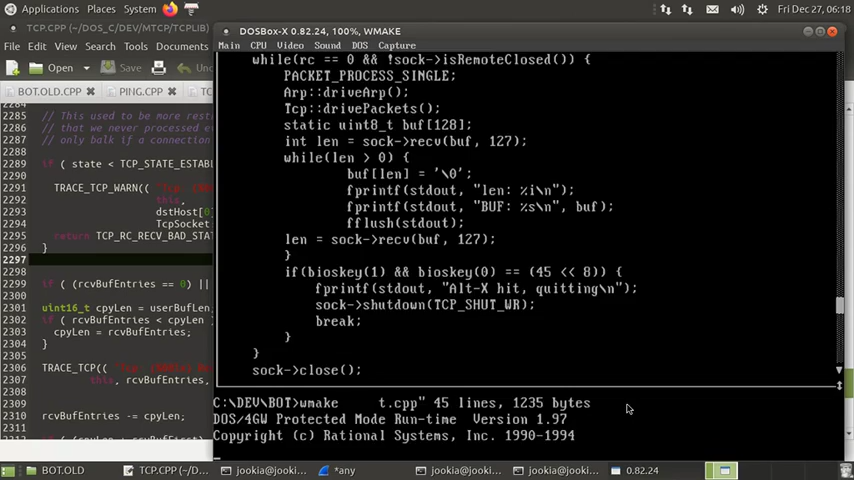 Applications Places System
Fri Dec 27, 06:18
TCP.CPP (~/DOS_C/DEV/MTCP/TCPLIB)
File Edit View Search Tools Documents
Open Save Undo
BOT.OLD.CPP PING.CPP
DOSBox-X 0.82.24, 100%, WMAKE
Main CPU Video Sound DOS Capture
2284
2285 // This used to be more rest
2286 // that we never processed e
2287 // only balk if a connection
2288
2289 if ( state < TCP_STATE_ESTABL
2290
2291 TRACE_TCP_WARN((
2292 this,
2293 dstHost[0]
2294 TcpSocket
2295 return TCP_RC_RECV_BAD_STAT
2296 }
2297
2298
2299 if ( (rcvBufEntries == 0) ||
2300
2301 uint16_t cpyLen = userBufLen;
2302 if ( rcvBufEntries < cpyLen
2303 cpyLen = rcvBufEntries;
2304 }
2305
2306 TRACE_TCP((
2307 this, rcvBufEntries,
2308
2309
2310 rcvBufEntries -= cpyLen;
2311
2312
2313
while(rc == 0 && !sock->isRemoteClosed()) {
PACKET_PROCESS_SINGLE;
Arp::driveArp();
Tcp::drivePackets();
static uint8_t buf[128];
int len = sock->recv(buf, 127);
while(len > 0) {
buf[len] = '\0';
fprintf(stdout, "len: %i\n");
fprintf(stdout, "BUF: %s\n", buf);
fflush(stdout);
len = sock->recv(buf, 127);
}
if(bioskey(1) && bioskey(0) == (45 << 8)) {
fprintf(stdout, "Alt-X hit, quitting\n");
sock->shutdown(TCP_SHUT_WR);
break;
}
}
sock->close();
C:\DEV\BOT>wmake t.cpp" 45 lines, 1235 bytes
DOS/4GW Protected Mode Run-time Version 1.97
Copyright (c) Rational Systems, Inc. 1990-1994
BOT.OLD TCP.CPP (~/D... jookia@jooki... *any jookia@jooki... jookia@jooki... 0.82.24